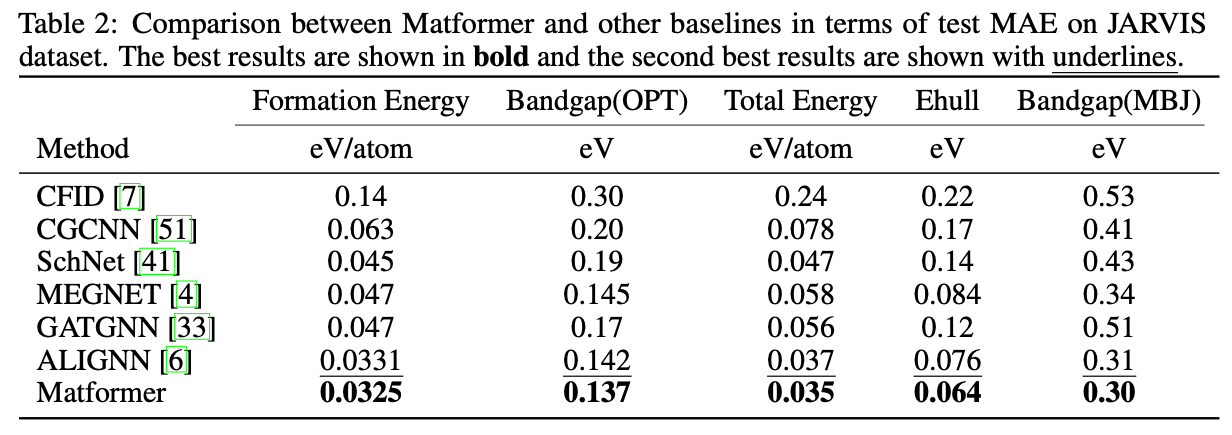 Table 2: Comparison between Matformer and other baselines in terms of test MAE on JARVIS
dataset. The best results are shown in bold and the second best results are shown with underlines.
Formation Energy Bandgap(OPT) Total Energy Ehull Bandgap(MBJ)
Method eV/atom eV eV/atom eV eV
CFID [7] 0.14 0.30 0.24 0.22 0.53
CGCNN [51] 0.063 0.20 0.078 0.17 0.41
SchNet [41] 0.045 0.19 0.047 0.14 0.43
MEGNET [4] 0.047 0.145 0.058 0.084 0.34
GATGNN [33] 0.047 0.17 0.056 0.12 0.51
ALIGNN [6] 0.0331 0.142 0.037 0.076 0.31
Matformer 0.0325 0.137 0.035 0.064 0.30